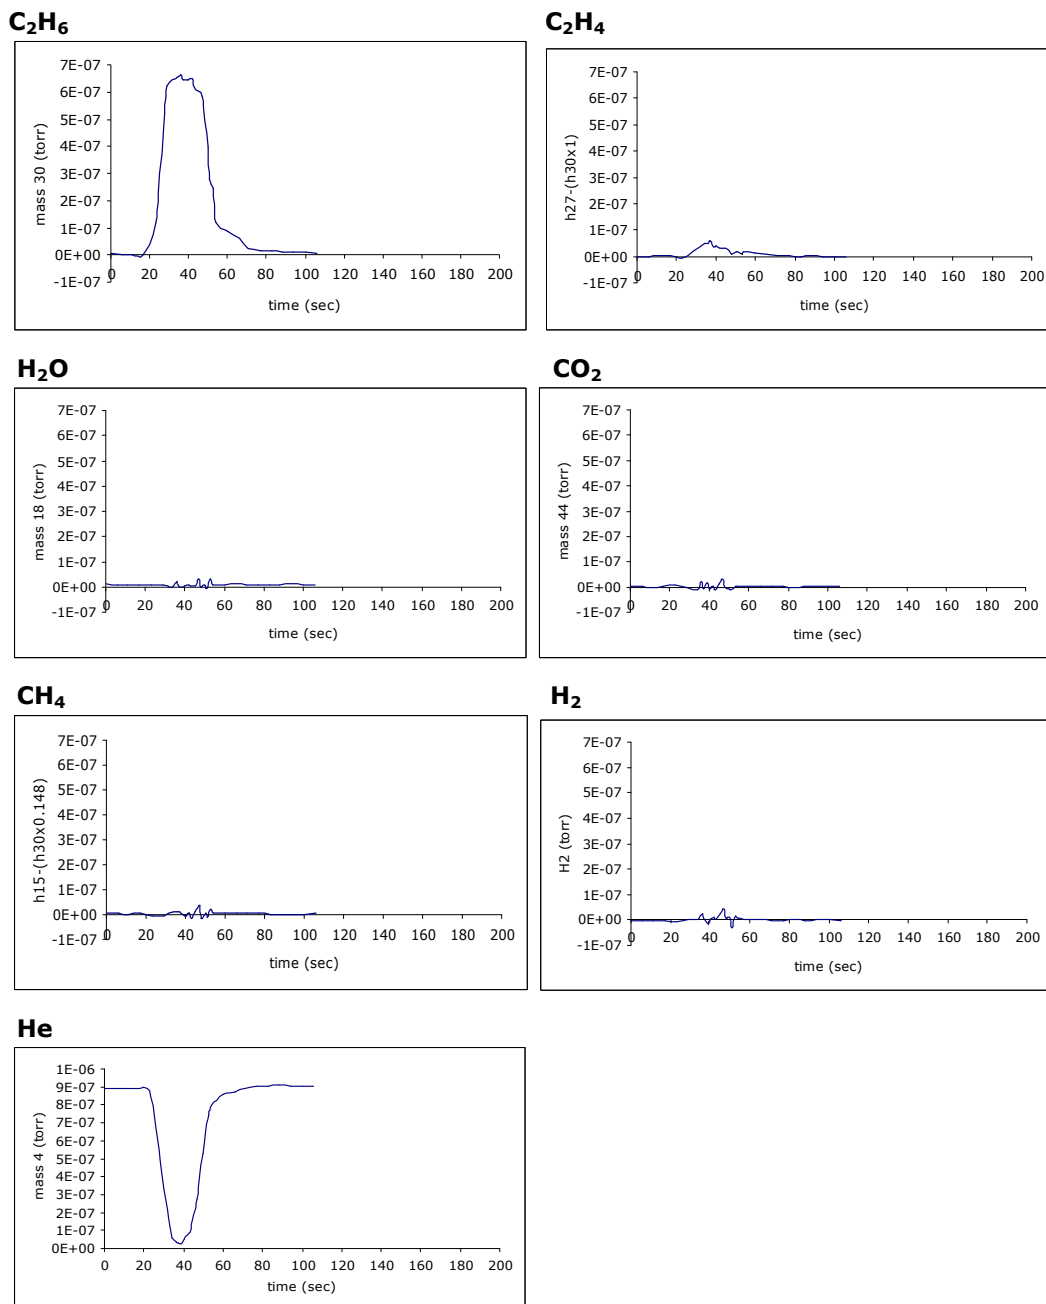 C₂H₆
7E-07
6E-07
5E-07
4E-07
3E-07
2E-07
1E-07
0E+00
-1E-07
mass 30 (torr)
0 20 40 60 80 100 120 140 160 180 200
time (sec)
C₂H₄
7E-07
6E-07
5E-07
4E-07
3E-07
2E-07
1E-07
0E+00
-1E-07
h27-(h30x1)
0 20 40 60 80 100 120 140 160 180 200
time (sec)
H₂O
7E-07
6E-07
5E-07
4E-07
3E-07
2E-07
1E-07
0E+00
-1E-07
mass 18 (torr)
0 20 40 60 80 100 120 140 160 180 200
time (sec)
CO₂
7E-07
6E-07
5E-07
4E-07
3E-07
2E-07
1E-07
0E+00
-1E-07
mass 44 (torr)
0 20 40 60 80 100 120 140 160 180 200
time (sec)
CH₄
7E-07
6E-07
5E-07
4E-07
3E-07
2E-07
1E-07
0E+00
-1E-07
h15-(h30x0.148)
0 20 40 60 80 100 120 140 160 180 200
time (sec)
H₂
7E-07
6E-07
5E-07
4E-07
3E-07
2E-07
1E-07
0E+00
-1E-07
H2 (torr)
0 20 40 60 80 100 120 140 160 180 200
time (sec)
He
1E-06
9E-07
8E-07
7E-07
6E-07
5E-07
4E-07
3E-07
2E-07
1E-07
0E+00
mass 4 (torr)
0 20 40 60 80 100 120 140 160 180 200
time (sec)